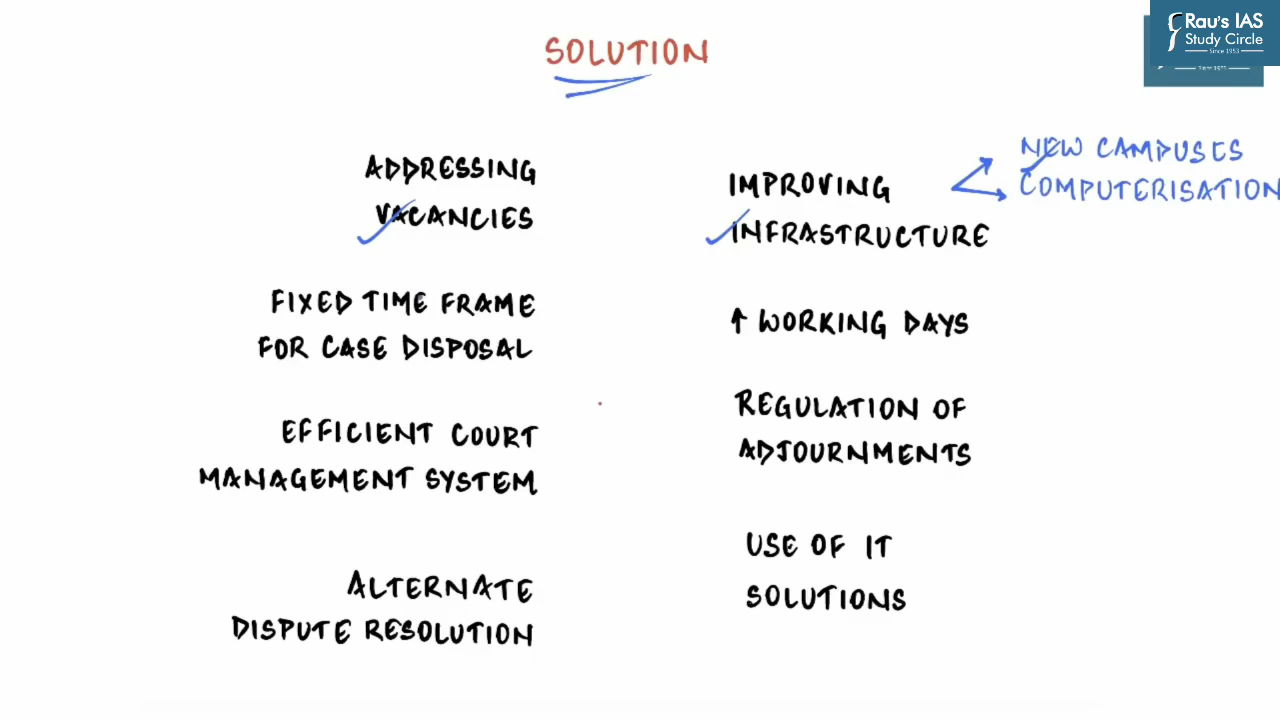 SOLUTION
Rau's IAS
Study Circle
Since 1953
ADDRESSING
VACANCIES
IMPROVING
INFRASTRUCTURE
NEW CAMPUSES
COMPUTERISATION
FIXED TIME FRAME
FOR CASE DISPOSAL
↑ WORKING DAYS
EFFICIENT COURT
MANAGEMENT SYSTEM
REGULATION OF
ADJOURNMENTS
ALTERNATE
DISPUTE RESOLUTION
USE OF IT
SOLUTIONS